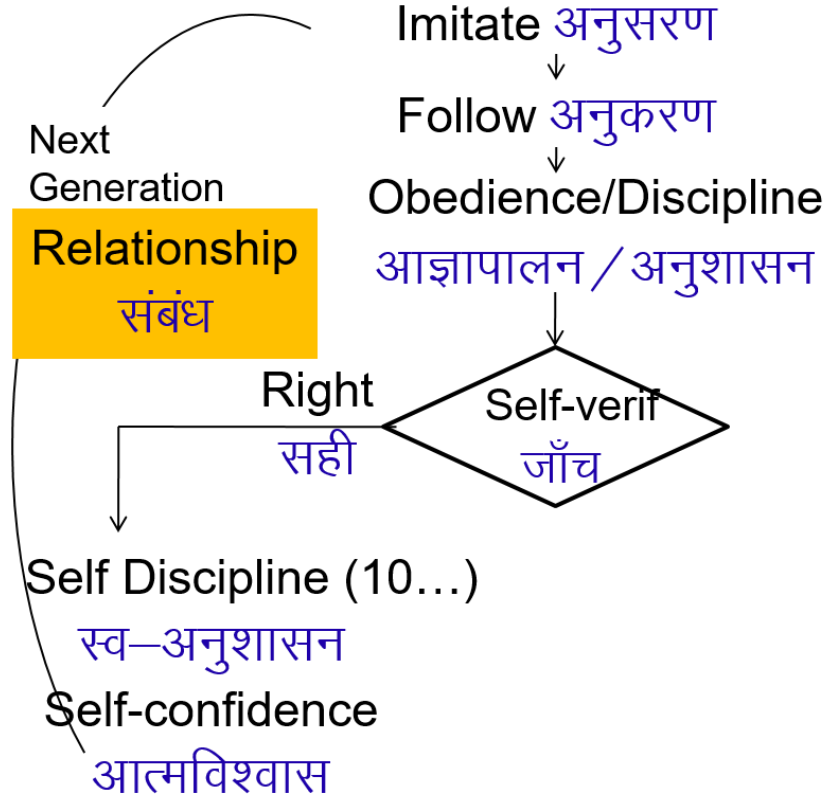 Imitate अनुसरण
Follow अनुकरण
Next
Generation
Obedience/Discipline
आज्ञापालन / अनुशासन
Relationship
संबंध
Right
सही
Self-verif
जाँच
Self Discipline (10…)
स्व–अनुशासन
Self-confidence
आत्मविश्वास